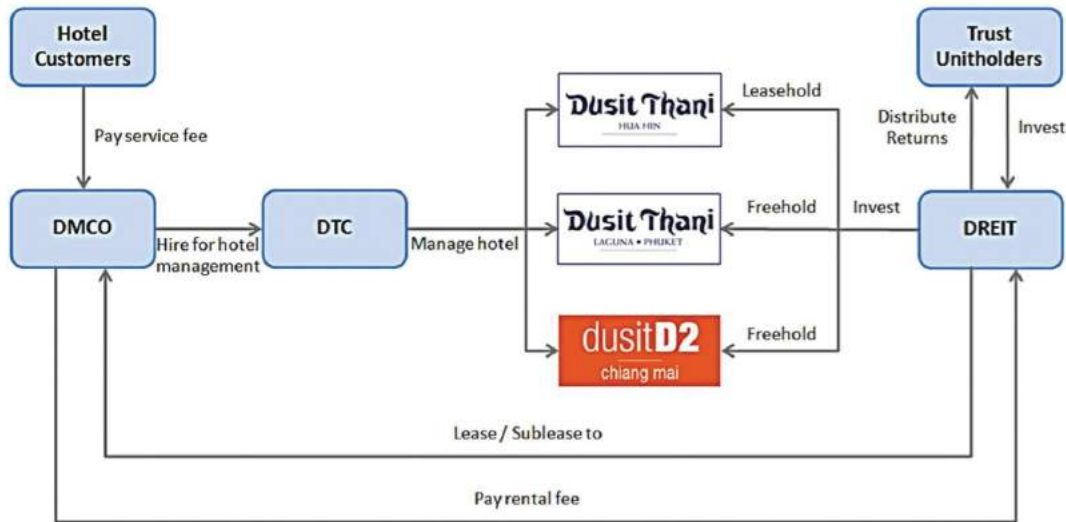 Hotel
Customers
Trust
Unitholders
Pay service fee
Dusit Thani
HUA HIN
Leasehold
Distribute
Returns
Invest
DMCO
Hire for hotel
management
DTC
Manage hotel
Dusit Thani
LAGUNA • PHUKET
Freehold
Invest
DREIT
dusitD2
chiang mai
Freehold
Lease / Sublease to
Pay rental fee